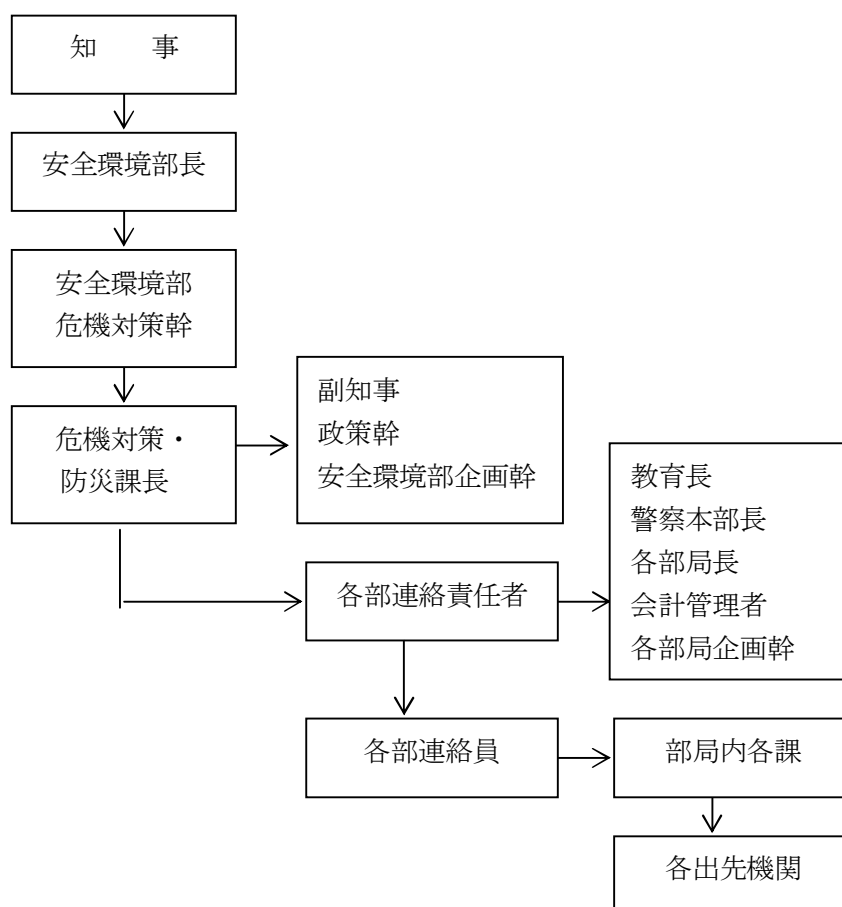 知　　事
安全環境部長
安全環境部
危機対策幹
危機対策・
防災課長
副知事
政策幹
安全環境部企画幹
教育長
警察本部長
各部局長
会計管理者
各部局企画幹
各部連絡責任者
各部連絡員
部局内各課
各出先機関